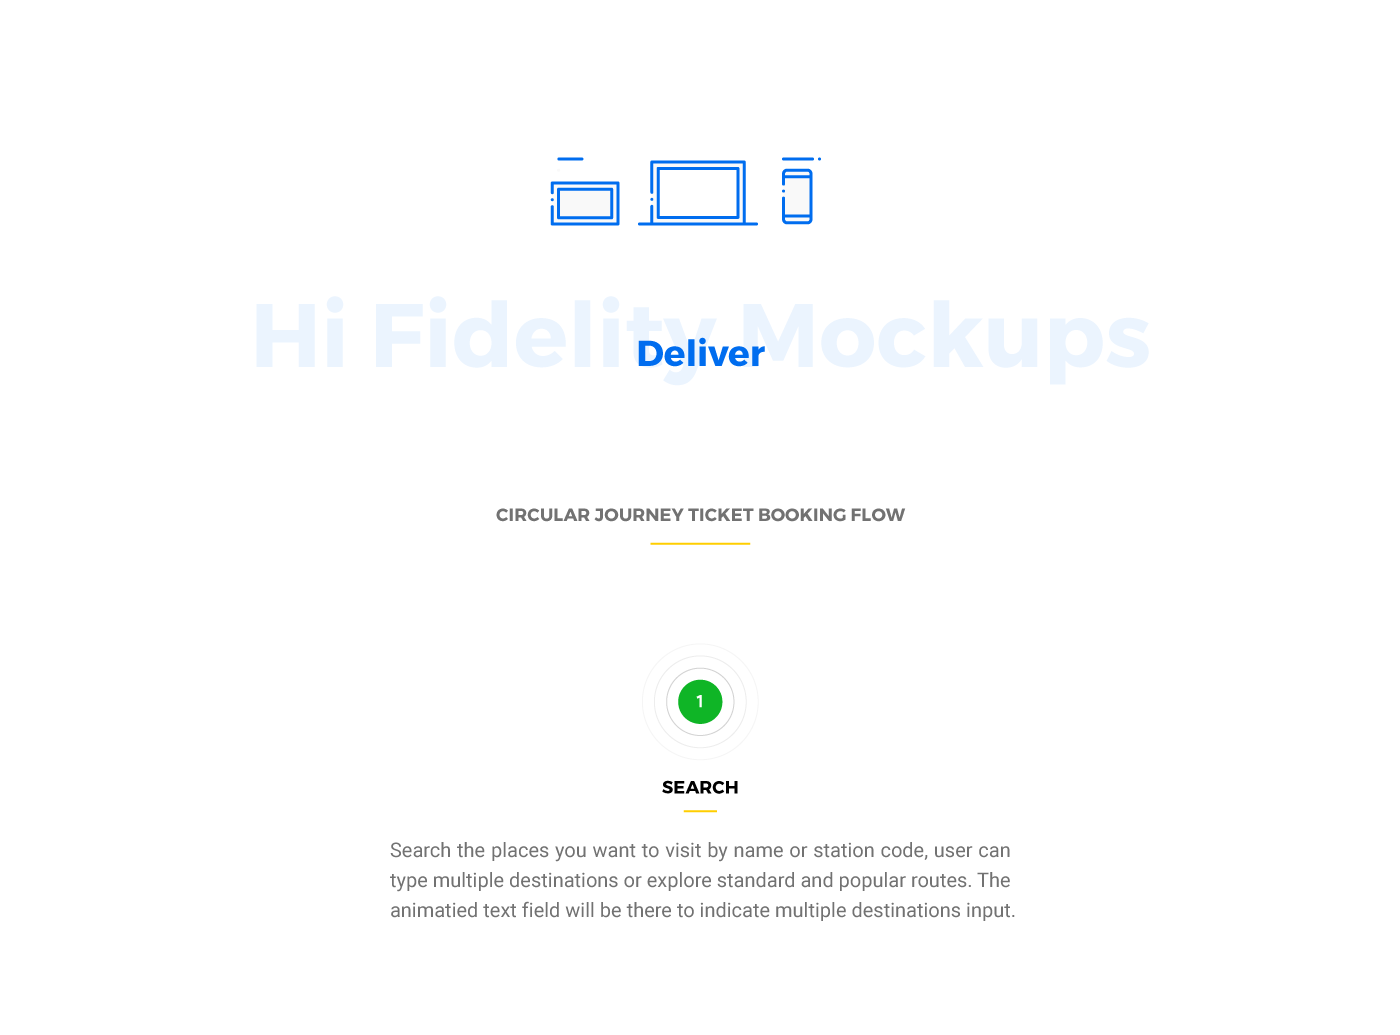 Hi Fidelity Mockups
Deliver
CIRCULAR JOURNEY TICKET BOOKING FLOW
1
SEARCH
Search the places you want to visit by name or station code, user can
type multiple destinations or explore standard and popular routes. The
animatied text field will be there to indicate multiple destinations input.